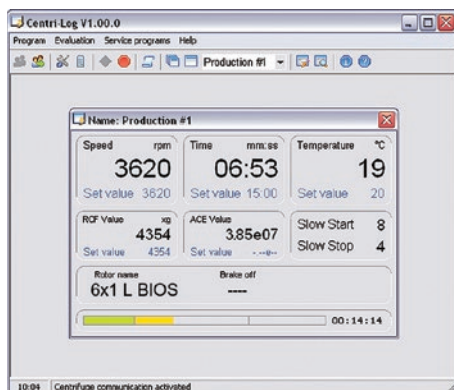 Centri-Log V1.00.0
Program Evaluation Service programs Help
Production #1
Name: Production #1
Speed rpm Time mm:ss Temperature °C
3620 06:53 19
Set value 3620 Set value 15:00 Set value 20
RCF Value xg ACE Value
4354 3.85e07
Set value 4354 Set value -.--e--
Slow Start 8
Slow Stop 4
Rotor name Brake off
6x1 L BIOS ----
00:14:14
10:04 Centrifuge communication activated